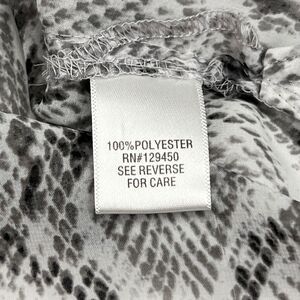 100%POLYESTER
RN#129450
SEE REVERSE
FOR CARE